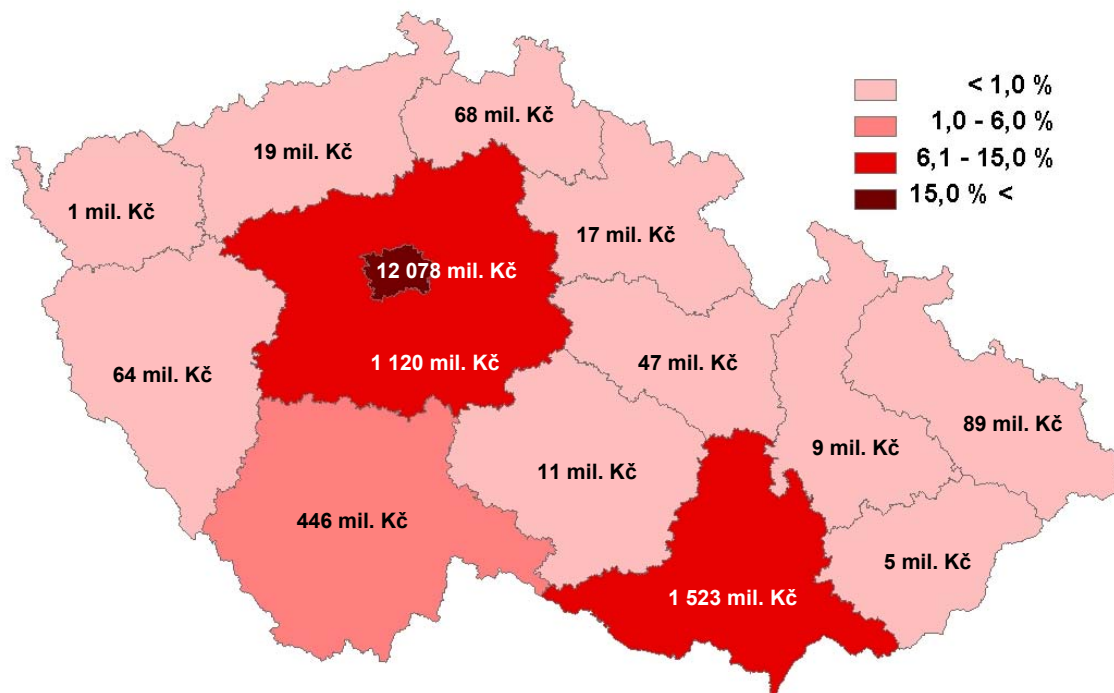 < 1,0 %
1,0 - 6,0 %
6,1 - 15,0 %
15,0 % <
68 mil. Kč
19 mil. Kč
1 mil. Kč
17 mil. Kč
12 078 mil. Kč
1 120 mil. Kč
64 mil. Kč
47 mil. Kč
89 mil. Kč
9 mil. Kč
11 mil. Kč
446 mil. Kč
5 mil. Kč
1 523 mil. Kč